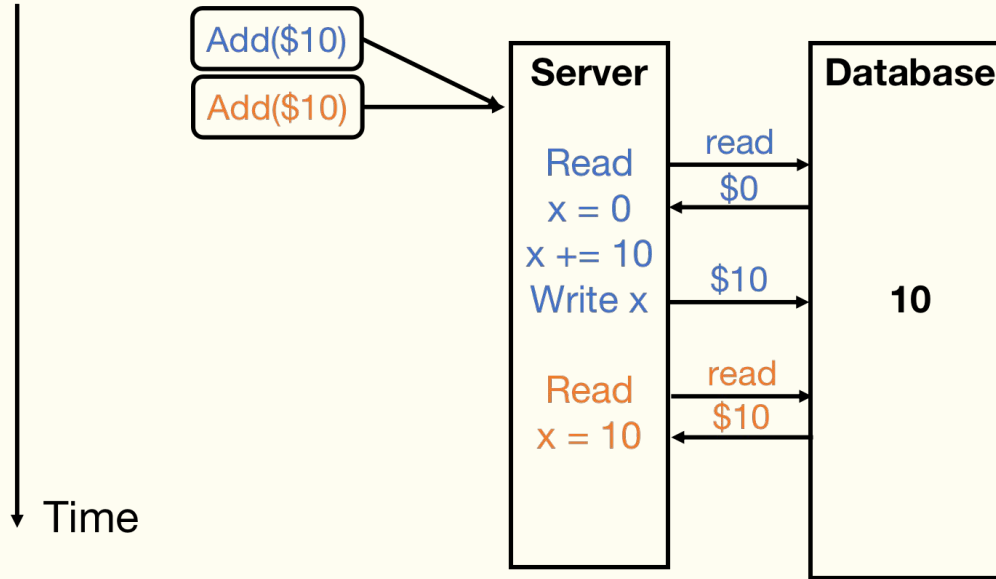 Add($10)
Add($10)
Server
Database
Read
read
x = 0
$0
x += 10
Write x
$10
10
Read
read
x = 10
$10
Time